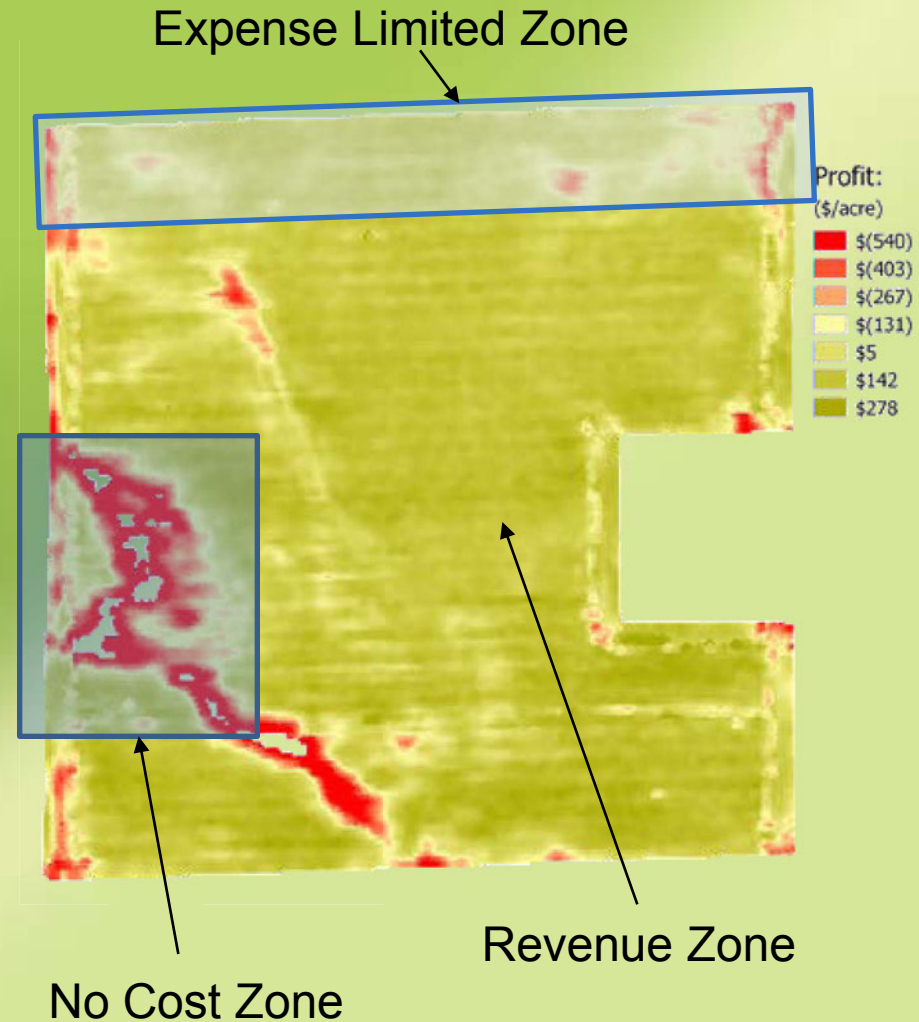 Expense Limited Zone
Profit:
($/acre)
$(540)
$(403)
$(267)
$(131)
$5
$142
$278
Revenue Zone
No Cost Zone